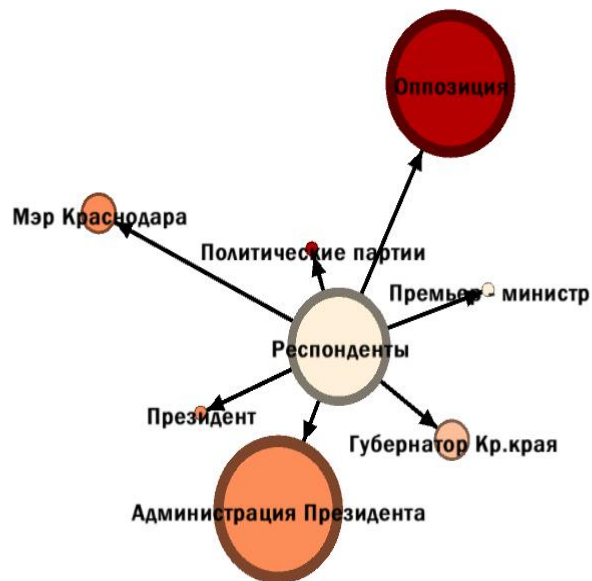 Оппозиция
Мэр Краснодара
Политические партии
Премьер - министр
Респонденты
Президент
Губернатор Кр.края
Администрация Президента